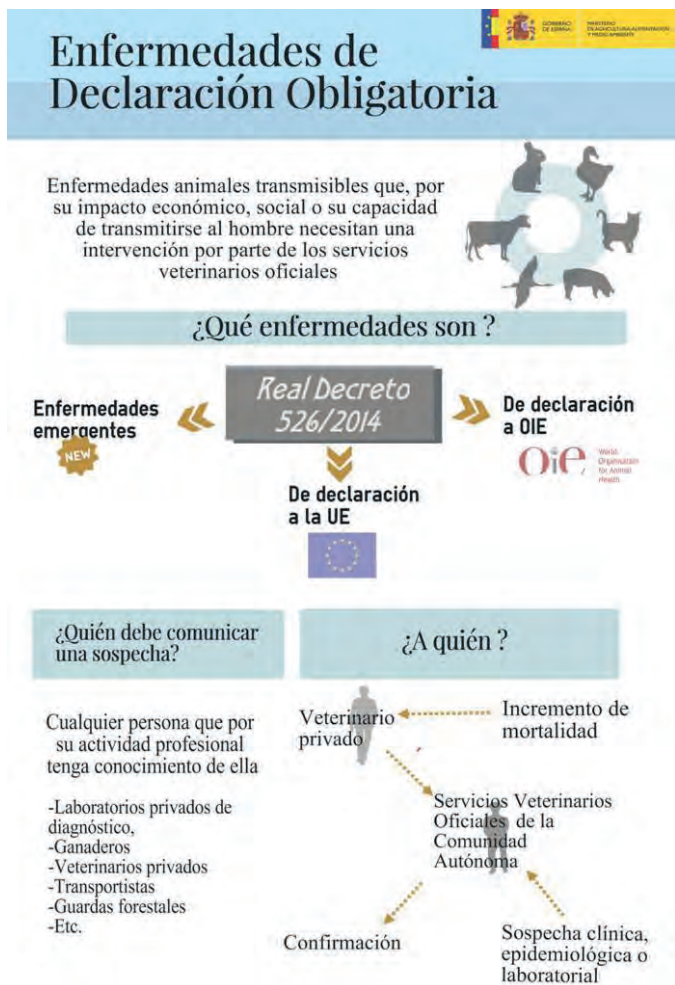 GOBIERNO
DE ESPAÑA
MINISTERIO
DE AGRICULTURA, ALIMENTACIÓN
Y MEDIO AMBIENTE
Enfermedades de
Declaración Obligatoria
Enfermedades animales transmisibles que, por
su impacto económico, social o su capacidad
de transmitirse al hombre necesitan una
intervención por parte de los servicios
veterinarios oficiales
¿Qué enfermedades son ?
Real Decreto
526/2014
Enfermedades
emergentes
NEW
De declaración
a OIE
Oie
World
Organisation
for Animal
Health
De declaración
a la UE
¿Quién debe comunicar
una sospecha?
Cualquier persona que por
su actividad profesional
tenga conocimiento de ella
-Laboratorios privados de
diagnóstico,
-Ganaderos
-Veterinarios privados
-Transportistas
-Guardas forestales
-Etc.
¿A quién ?
Veterinario
privado
Incremento de
mortalidad
Servicios Veterinarios
Oficiales de la
Comunidad
Autónoma
Confirmación
Sospecha clínica,
epidemiológica o
laboratorial